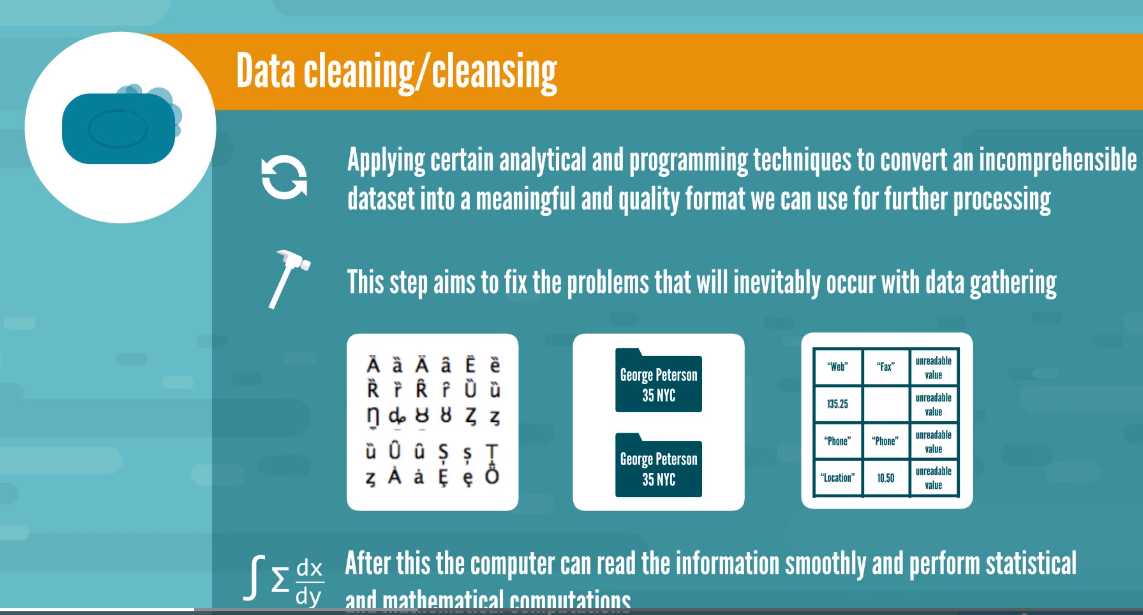 Data cleaning/cleansing
Applying certain analytical and programming techniques to convert an incomprehensible
dataset into a meaningful and quality format we can use for further processing
This step aims to fix the problems that will inevitably occur with data gathering
Ȁ ȁ Ȃ ȃ Ȅ ȅ
Ȑ ȑ Ȓ ȓ Ȕ ȕ
Z z
ȕ Ȗ ȗ Ș ș
Ȧ ȧ Ȩ ȩ
George Peterson
35 NYC
George Peterson
35 NYC
"Web" "Fax" unreadable value
135.25 unreadable value
"Phone" "Phone" unreadable value
"Location" 10.50 unreadable value
∫ Σ dx
dy
After this the computer can read the information smoothly and perform statistical
and mathematical computations